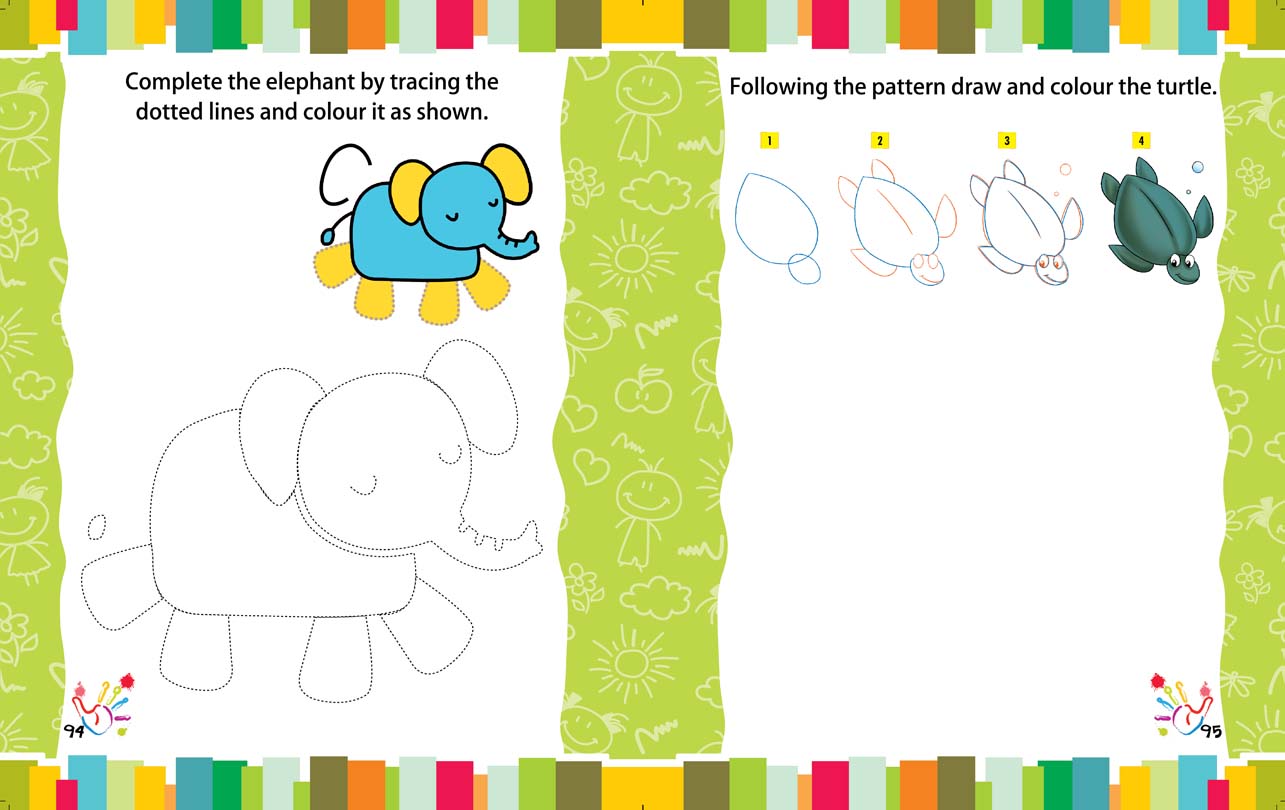 Complete the elephant by tracing the
dotted lines and colour it as shown.
94
Following the pattern draw and colour the turtle.
1
2
3
4
95